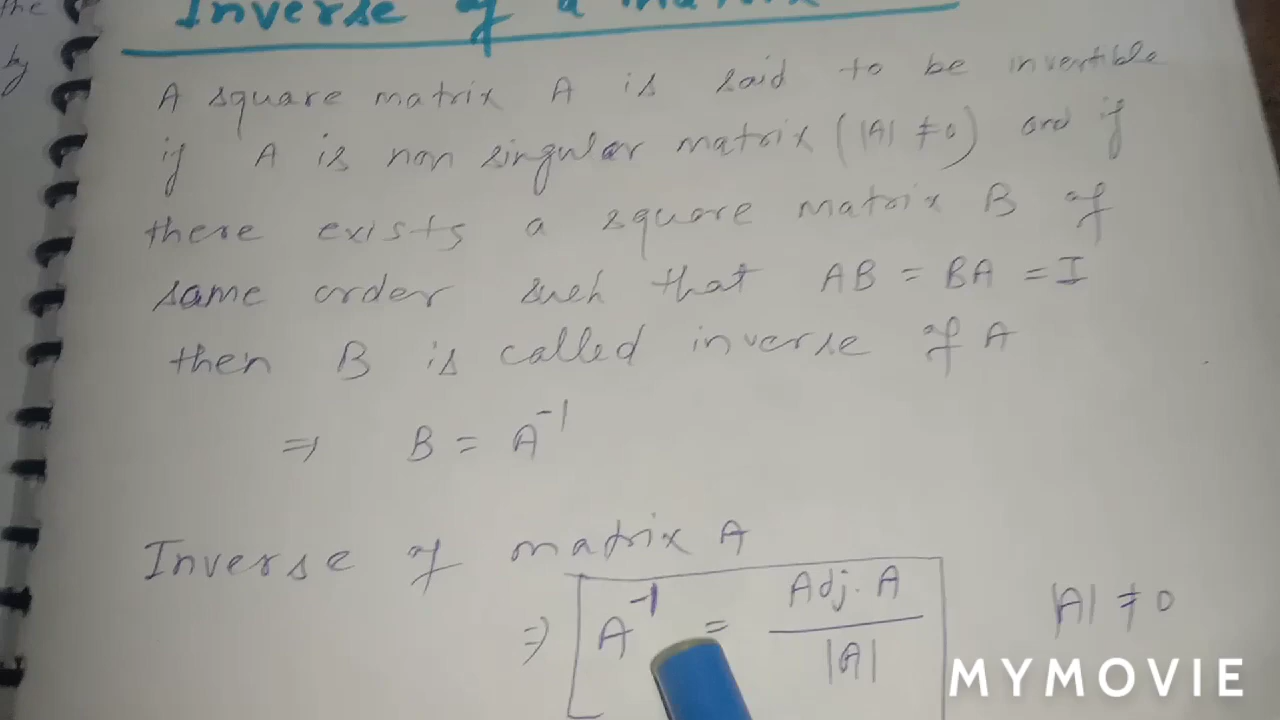 the
by
Inverse of a matrix
A square matrix A is said to be invertible
if A is non singular matrix (|A| ≠ 0) and if
there exists a square matrix B of
same order such that AB = BA = I
then B is called inverse of A
⇒ B = A⁻¹
Inverse of matrix A
⇒ A⁻¹ = Adj. A / |A| |A| ≠ 0
MYMOVIE